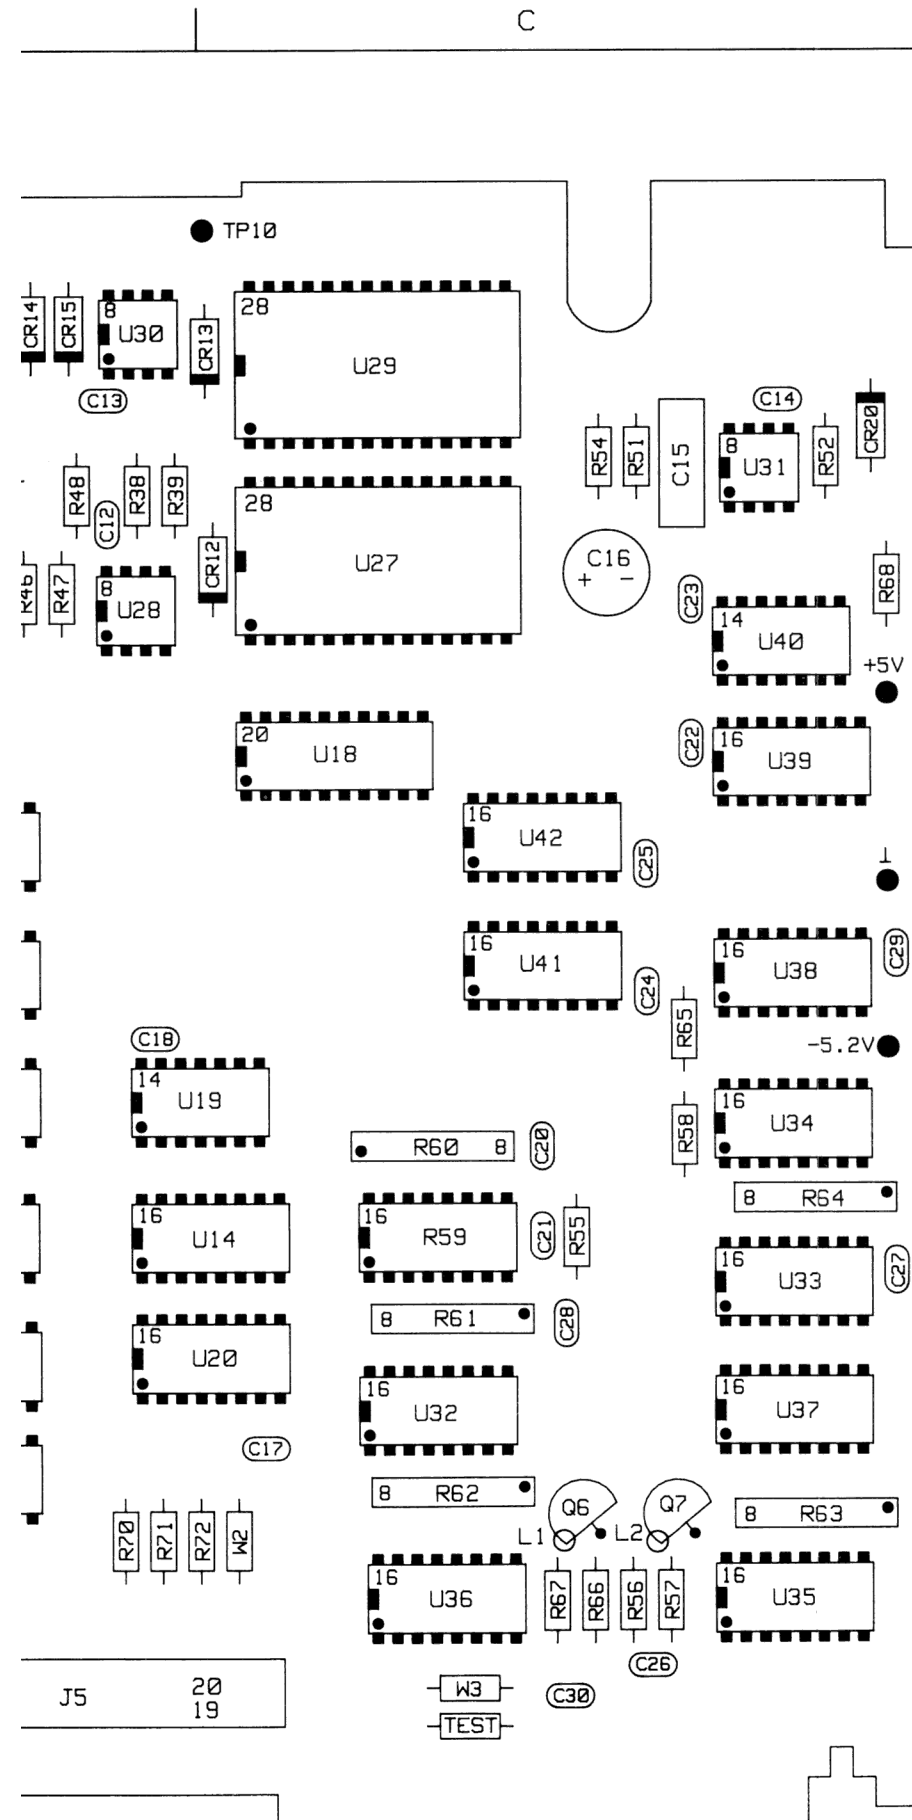 C
TP10
CR14
CR15
8
U30
CR13
28
U29
C13
C14
CR20
R54
R51
C15
8
U31
R52
R48
R38
R39
C12
28
U27
CR12
C16
+ -
R68
R46
R47
8
U28
C23
14
U40
+5V
20
U18
C22
16
U39
16
U42
C25
⊥
16
U41
C24
16
U38
C29
R65
-5.2V
C18
14
U19
R58
16
U34
R60 8
C20
8 R64
16
U14
16
R59
C21
R55
16
U33
C27
8 R61
C28
16
U20
16
U32
16
U37
C17
8 R62
Q6
Q7
8 R63
L1
L2
R70
R71
R72
W2
16
U36
R67
R66
R56
R57
16
U35
C26
J5
20
19
W3
C30
TEST